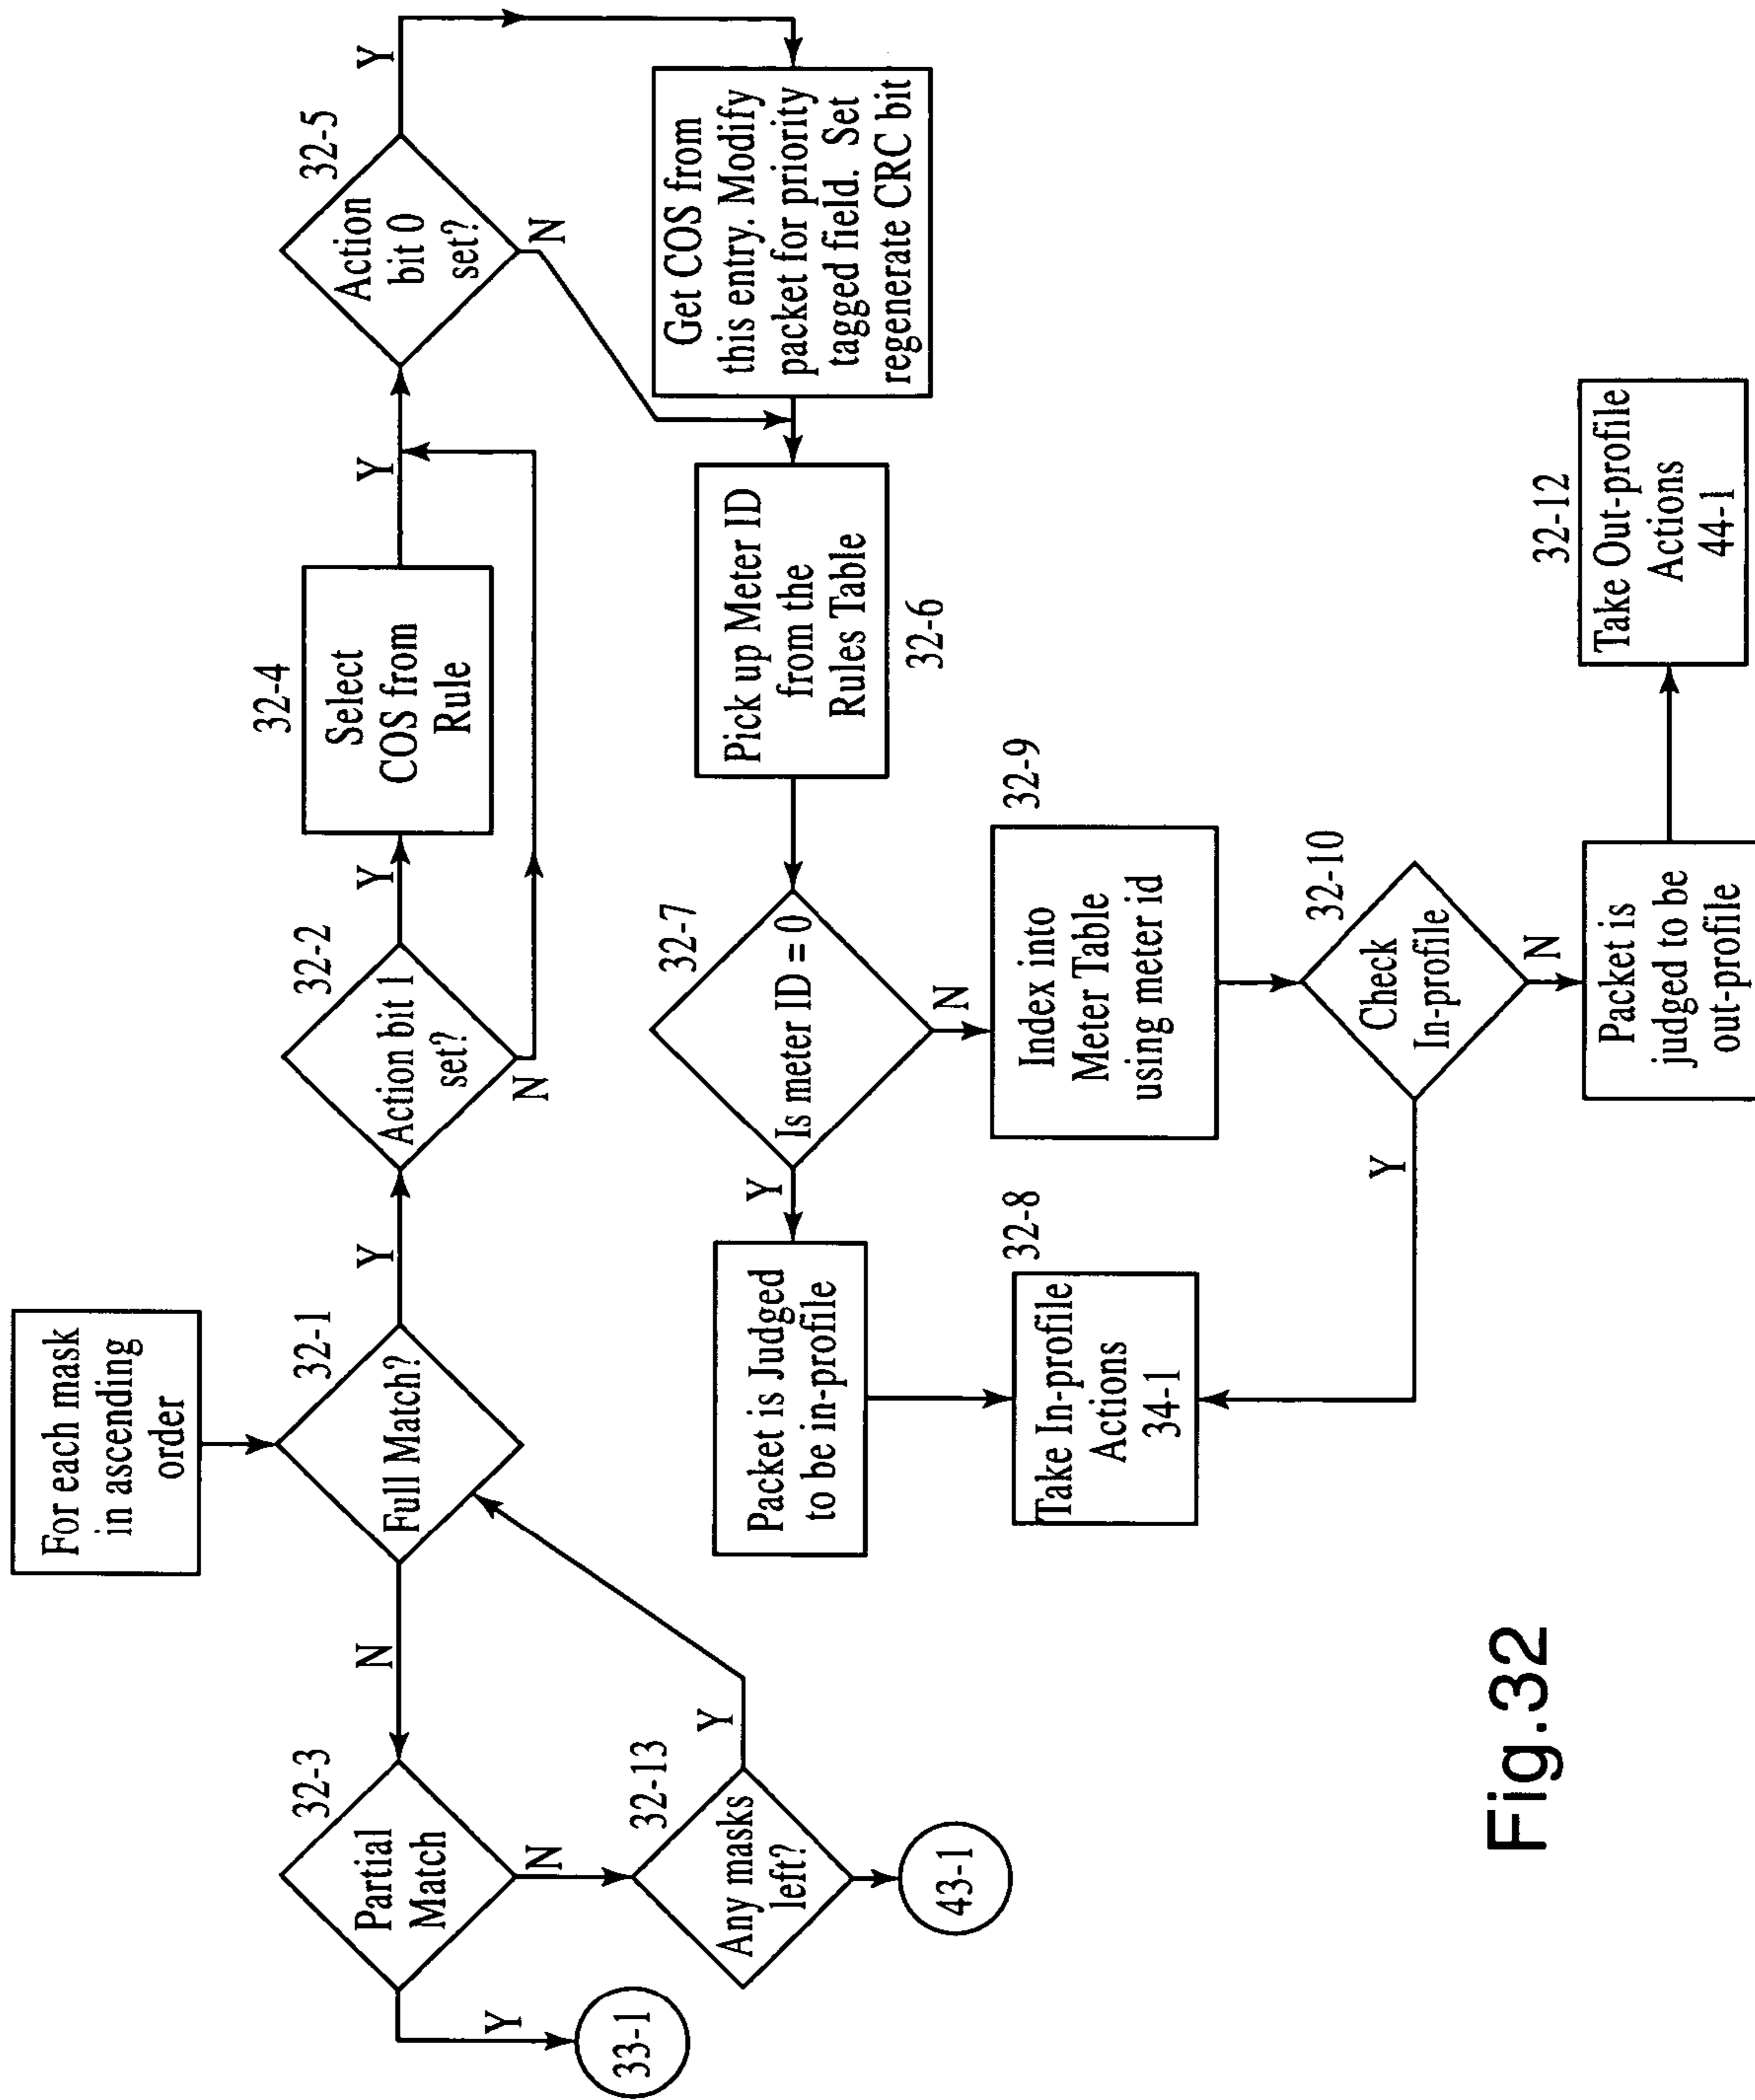 For each mask
in ascending
order
32-1
Full Match?
Y
N
32-2
Action bit 1
set?
Y
N
32-4
Select
COS from
Rule
Y
32-5
Action
bit 0
set?
Y
N
Get COS from
this entry. Modify
packet for priority
tagged field. Set
regenerate CRC bit
32-3
Partial
Match
Y
N
33-1
32-13
Any masks
left?
Y
43-1
Pick up Meter ID
from the
Rules Table
32-6
32-7
Is meter ID = 0
Y
N
Packet is Judged
to be in-profile
32-8
Take In-profile
Actions
34-1
32-9
Index into
Meter Table
using meter id
32-10
Check
In-profile
Y
N
Packet is
judged to be
out-profile
32-12
Take Out-profile
Actions
44-1
Fig.32